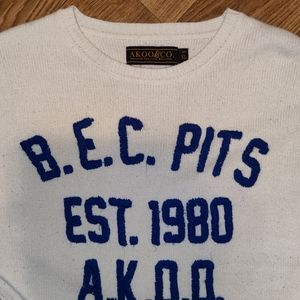 AKOO&CO.
B.E.C. PITS
EST. 1980
A.K.O.O.